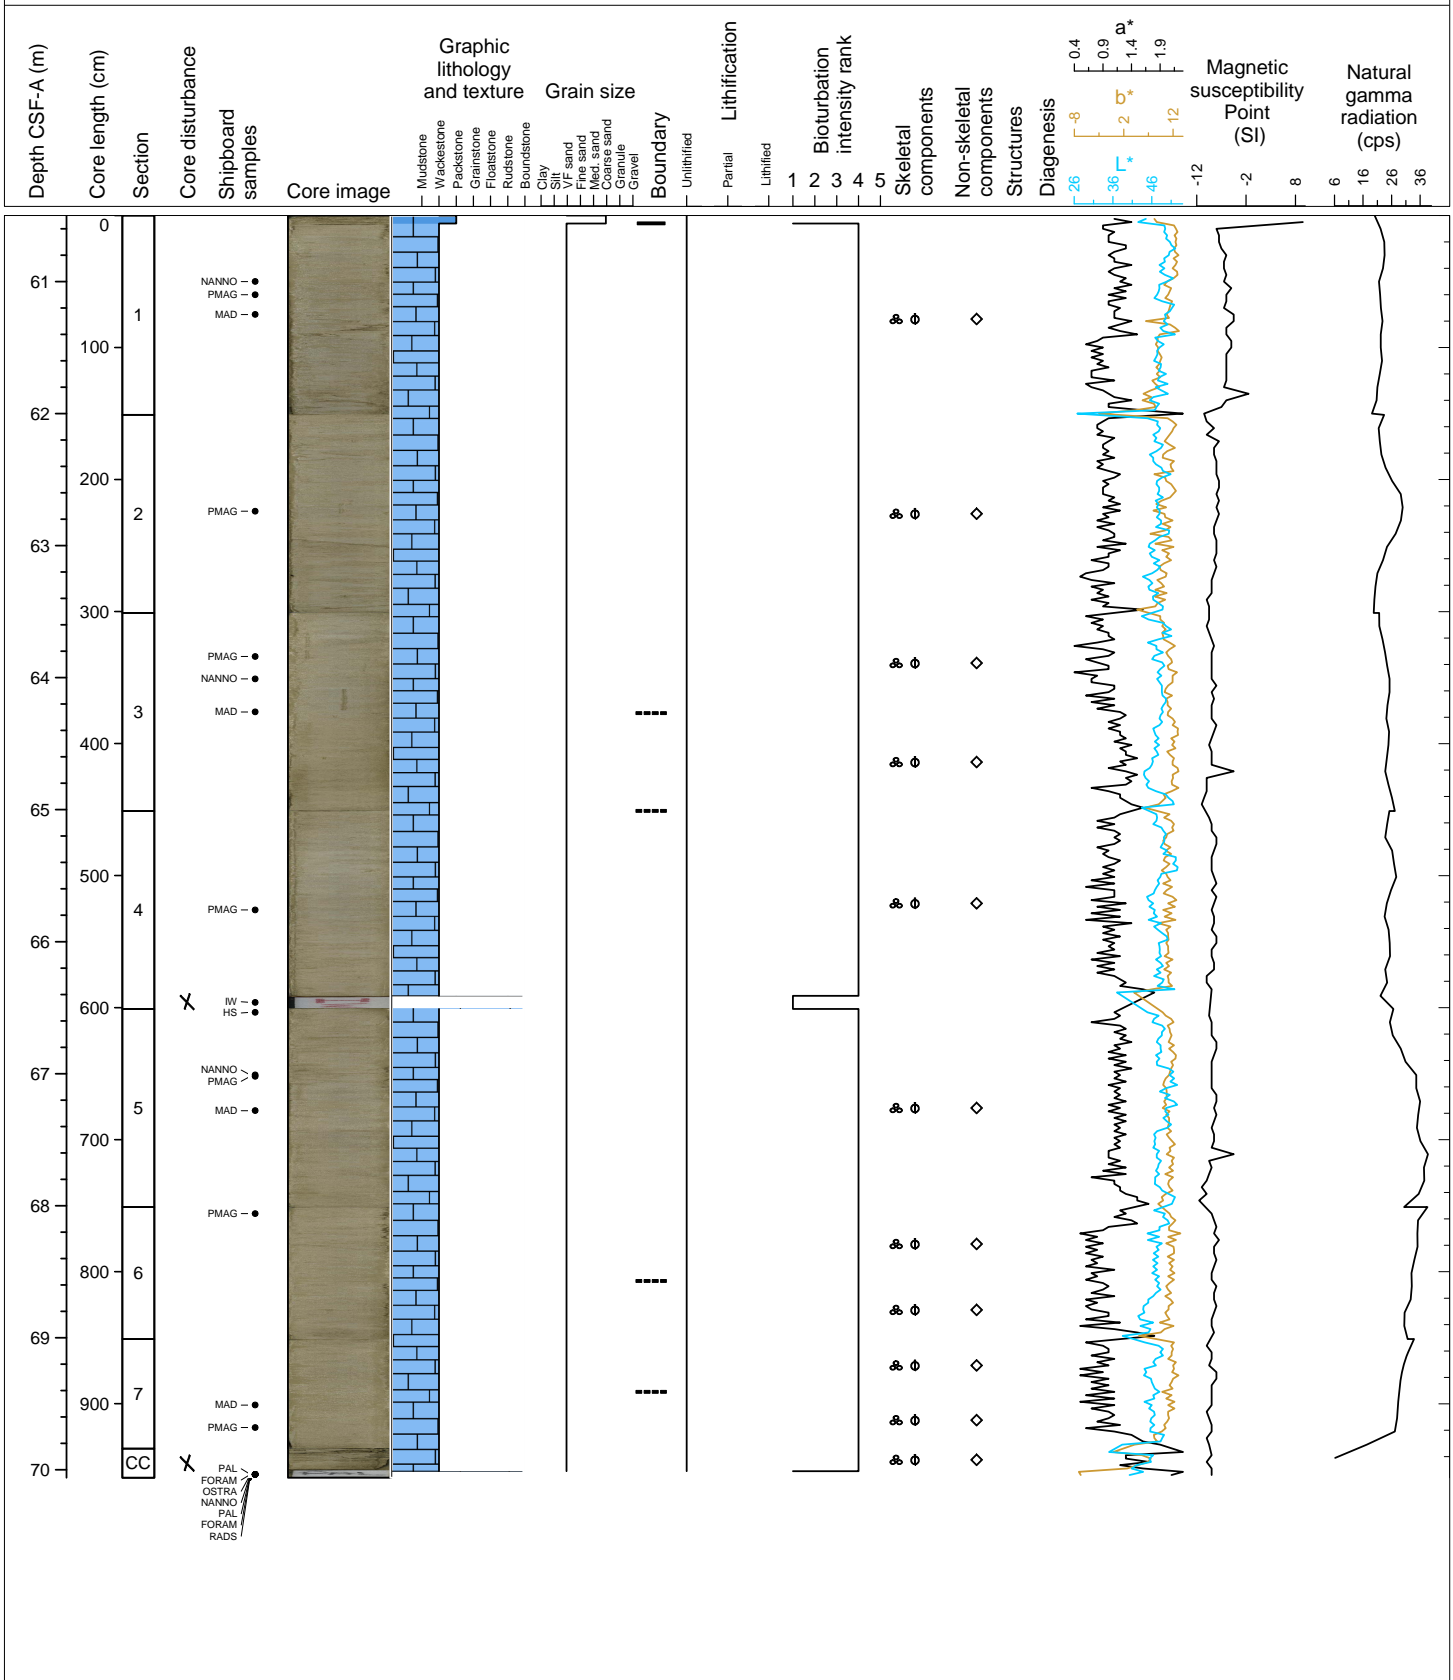 Depth CSF-A (m)
Core length (cm)
Section
Core disturbance
Shipboard
samples
Core image
Graphic
lithology
and texture
Mudstone
Wackestone
Packstone
Grainstone
Floatstone
Rudstone
Boundstone
Grain size
Clay
Silt
VF sand
Fine sand
Med. sand
Coarse sand
Granule
Gravel
Boundary
Lithification
Unlithified
Partial
Lithified
Bioturbation
intensity rank
1 2 3 4 5
Skeletal
components
Non-skeletal
components
Structures
Diagenesis
a*
0.4 0.9 1.4 1.9
b*
-8 2 12
L*
26 36 46
Magnetic
susceptibility
Point
(SI)
-12 -2 8
Natural
gamma
radiation
(cps)
6 16 26 36
0
61
NANNO
PMAG
MAD
1
100
62
200
2
PMAG
63
300
64
PMAG
NANNO
3
MAD
400
65
500
4
PMAG
66
600
IW
HS
67
NANNO
PMAG
5
MAD
700
68
PMAG
800
6
69
7
900
MAD
PMAG
CC
70
PAL
FORAM
OSTRA
NANNO
PAL
FORAM
RADS